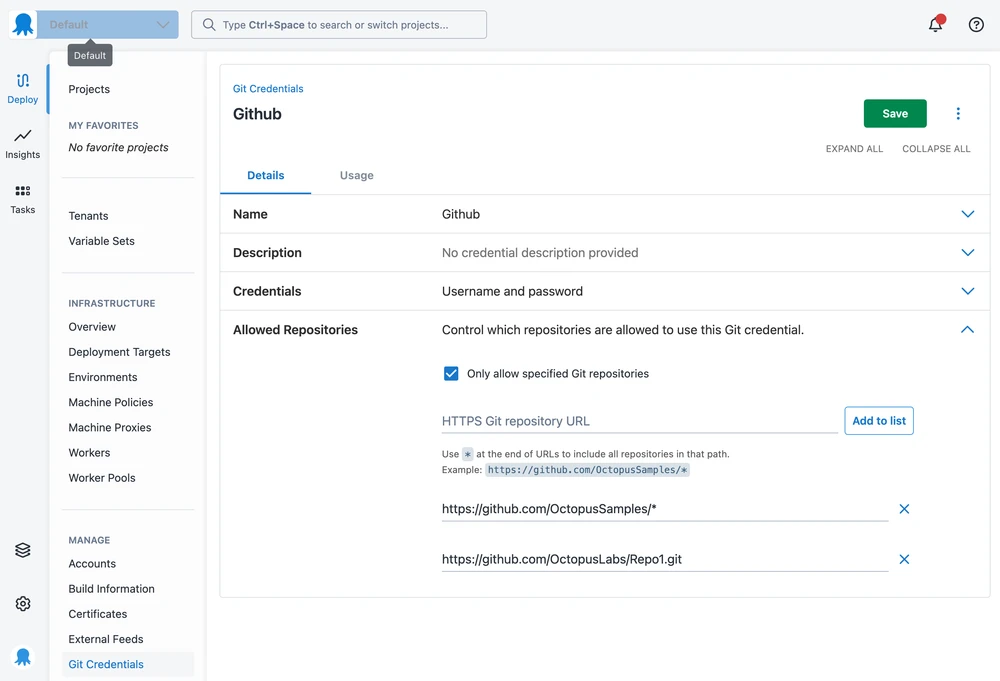 Default
Type Ctrl+Space to search or switch projects...
Default
Deploy
Insights
Tasks
Projects
MY FAVORITES
No favorite projects
Tenants
Variable Sets
INFRASTRUCTURE
Overview
Deployment Targets
Environments
Machine Policies
Machine Proxies
Workers
Worker Pools
MANAGE
Accounts
Build Information
Certificates
External Feeds
Git Credentials
Git Credentials
Github
Save
EXPAND ALL COLLAPSE ALL
Details Usage
Name Github
Description No credential description provided
Credentials Username and password
Allowed Repositories Control which repositories are allowed to use this Git credential.
Only allow specified Git repositories
HTTPS Git repository URL Add to list
Use * at the end of URLs to include all repositories in that path.
Example: https://github.com/OctopusSamples/*
https://github.com/OctopusSamples/*
https://github.com/OctopusLabs/Repo1.git